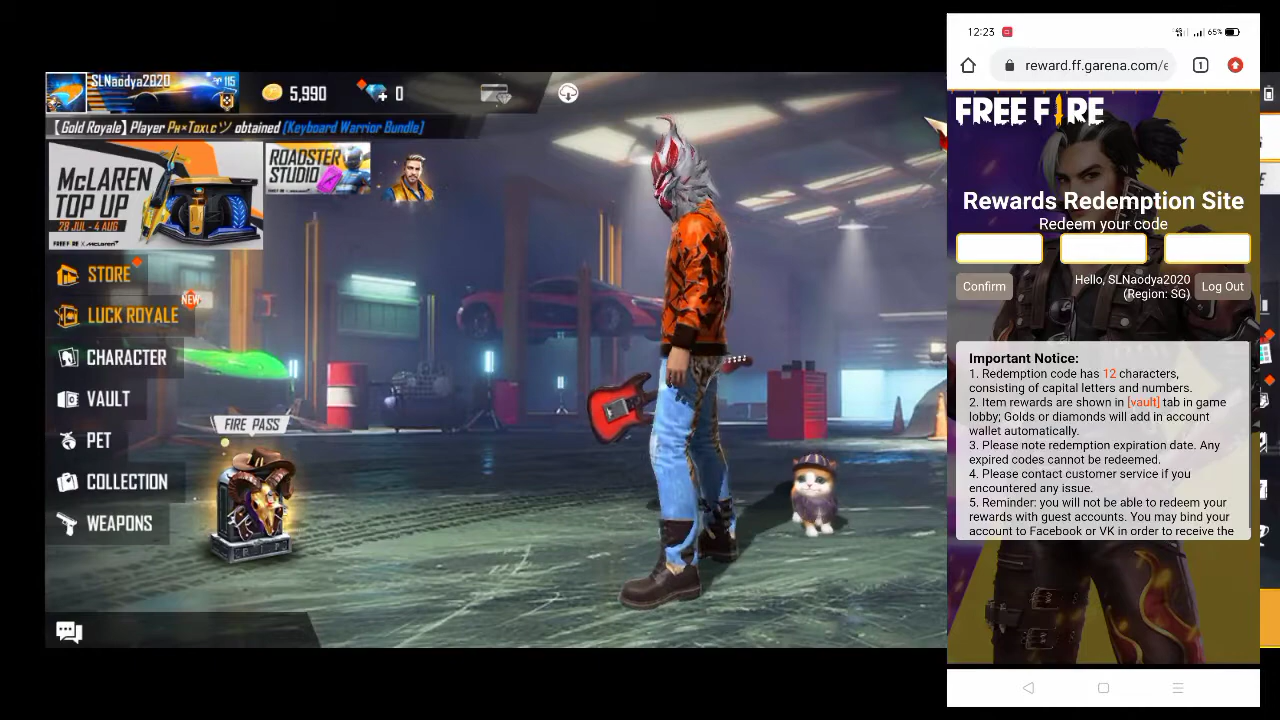 SLNaodya2020
115
5,990
0
[Gold Royale] Player obtained [Keyboard Warrior Bundle]
McLAREN
TOP UP
28 JUL - 4 AUG
FREE FIRE X McLaren
ROADSTER
STUDIO
STORE
NEW
LUCK ROYALE
CHARACTER
VAULT
PET
COLLECTION
WEAPONS
FIRE PASS
12:23
65%
reward.ff.garena.com/e
1
FREE FIRE
Rewards Redemption Site
Redeem your code
Confirm
Hello, SLNaodya2020
(Region: SG)
Log Out
Important Notice:
1. Redemption code has 12 characters,
consisting of capital letters and numbers.
2. Item rewards are shown in [vault] tab in game
lobby; Golds or diamonds will add in account
wallet automatically.
3. Please note redemption expiration date. Any
expired codes cannot be redeemed.
4. Please contact customer service if you
encountered any issue.
5. Reminder: you will not be able to redeem your
rewards with guest accounts. You may bind your
account to Facebook or VK in order to receive the